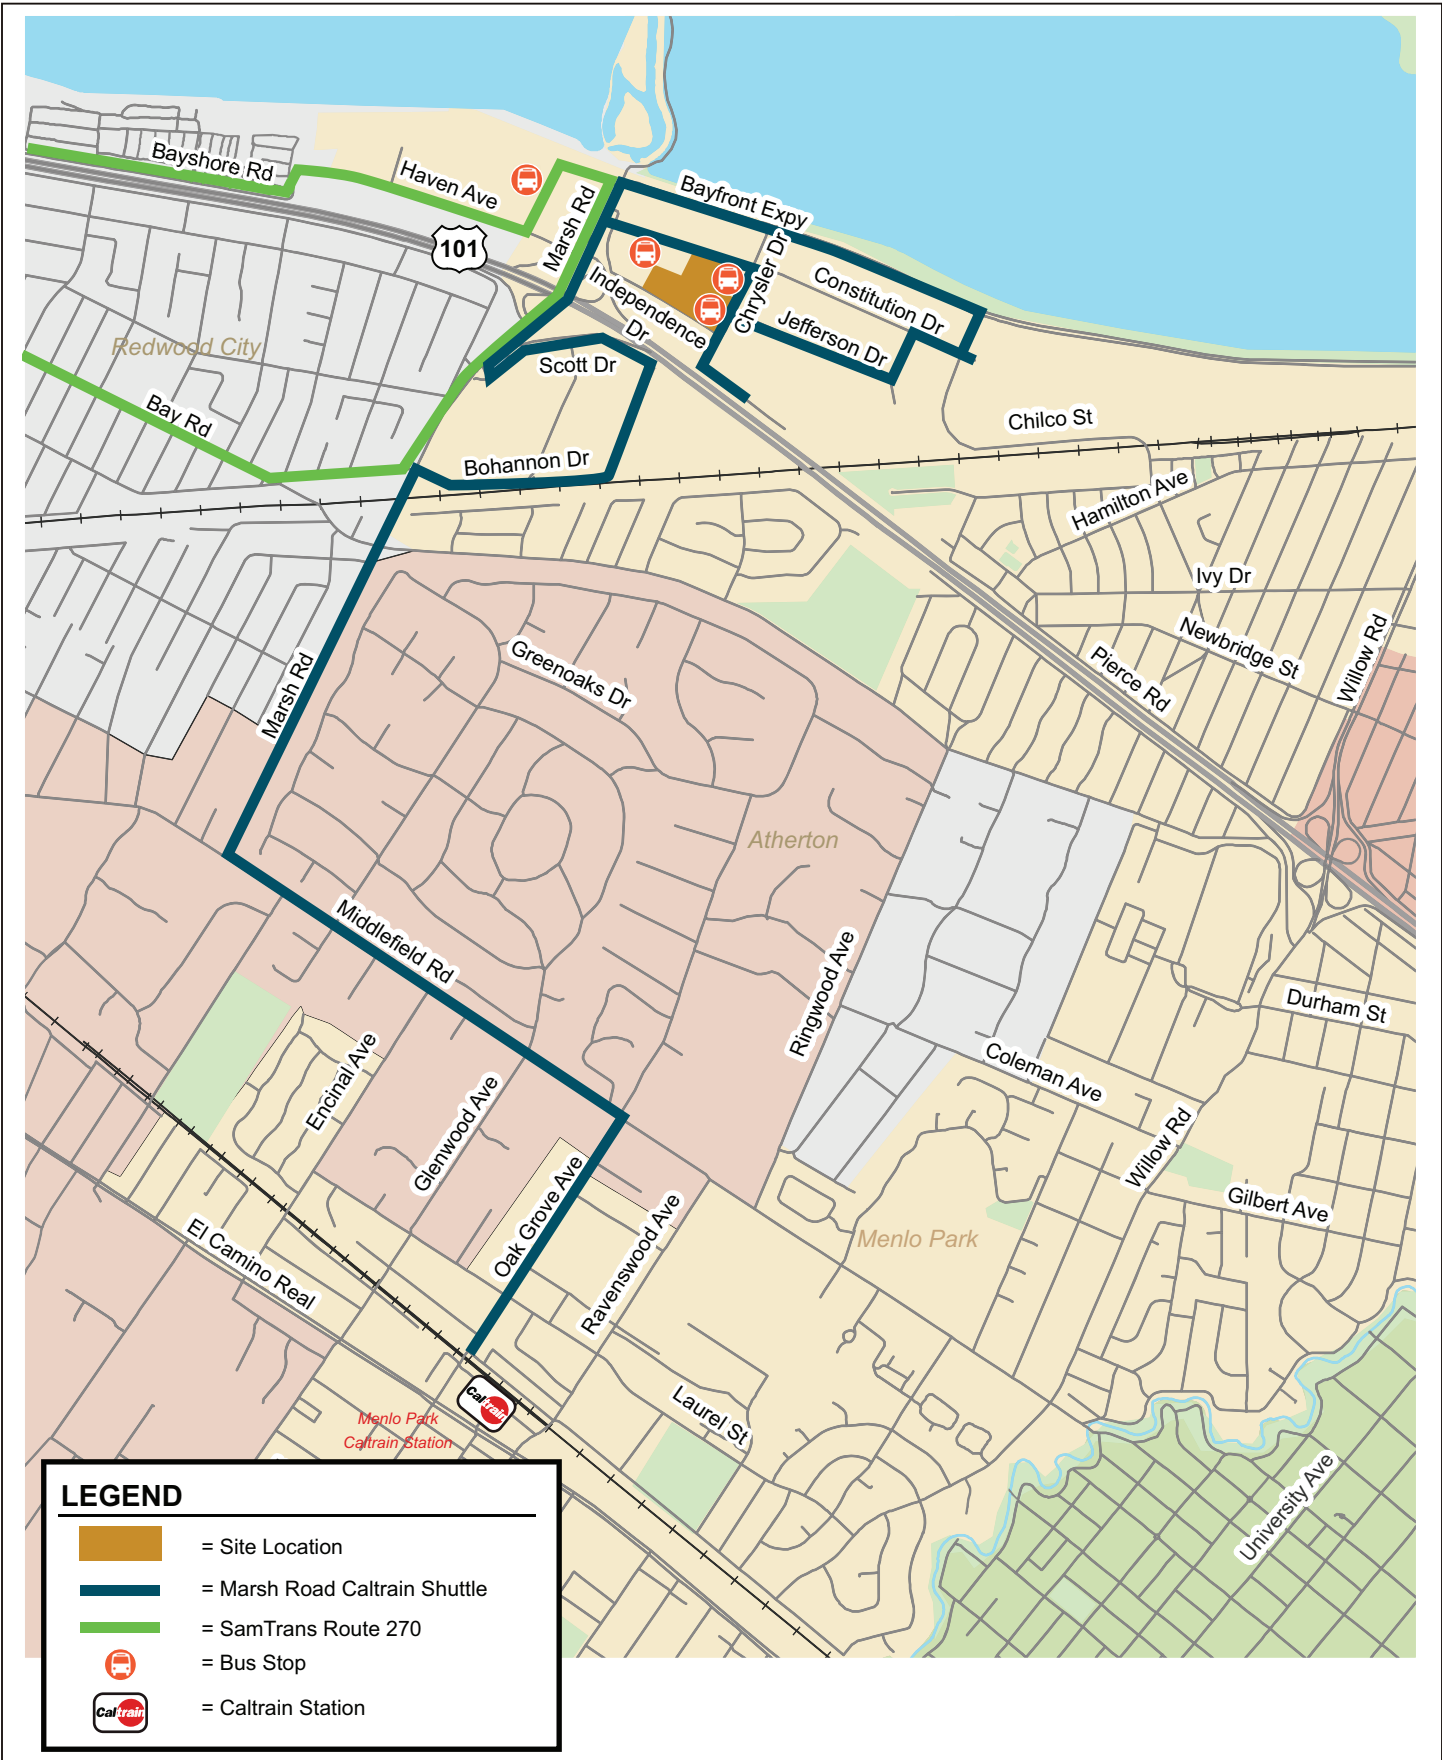 Bayshore Rd
Haven Ave
Marsh Rd
Bayfront Expy
101
Independence
Dr
Chrysler Dr
Constitution Dr
Jefferson Dr
Redwood City
Scott Dr
Bay Rd
Bohannon Dr
Chilco St
Hamilton Ave
Ivy Dr
Newbridge St
Willow Rd
Pierce Rd
Marsh Rd
Greenoaks Dr
Atherton
Middlefield Rd
Ringwood Ave
Durham St
Encinal Ave
Glenwood Ave
Coleman Ave
Willow Rd
Oak Grove Ave
Gilbert Ave
Ravenswood Ave
Menlo Park
El Camino Real
Caltrain
Menlo Park
Caltrain Station
Laurel St
University Ave
LEGEND
= Site Location
= Marsh Road Caltrain Shuttle
= SamTrans Route 270
= Bus Stop
Caltrain
= Caltrain Station